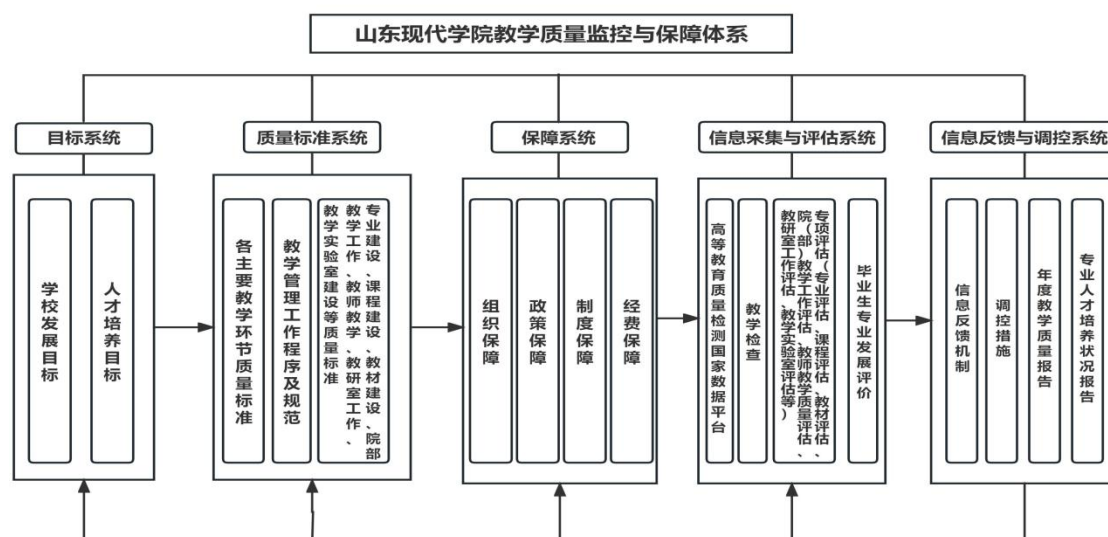 山东现代学院教学质量监控与保障体系
目标系统
质量标准系统
保障系统
信息采集与评估系统
信息反馈与调控系统
学校发展目标
人才培养目标
各主要教学环节质量标准
教学管理工作程序及规范
专业建设、课程建设、教材建设、院部
教学工作、教师教学、教研室工作、
教学实验室建设等质量标准
组织保障
政策保障
制度保障
经费保障
高等教育质量检测国家数据平台
教学检查
专项评估(专业评估、课程评估、教材评估、
院(部)教学工作评估、教师教学质量评估、
教研室工作评估、教学实验室评估等)
毕业生专业发展评价
信息反馈机制
调控措施
年度教学质量报告
专业人才培养状况报告